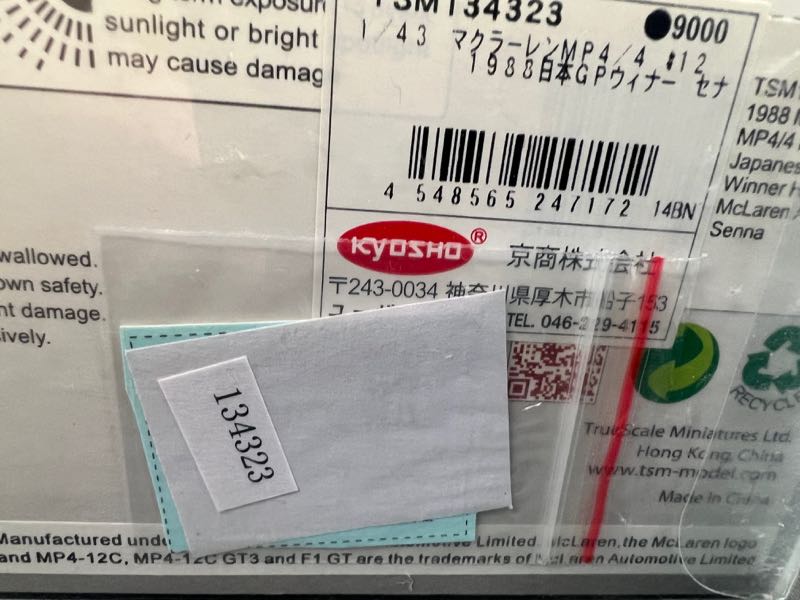 sunlight or bright
may cause damag
TSM134323 ●9000
1/43 マクラーレンMP4/4 #12
1988日本GPウィナー セナ
TSM1
1988
MP4/4
Japanes
Winner H
McLaren
Senna
4 548565 247172 14BN
KYOSHO®
京商株式会社
〒243-0034 神奈川県厚木市船子153
TEL. 046-229-4115
wallowed.
own safety.
nt damage.
ively.
134323
RECYCLE
TrueScale Miniatures Ltd.
Hong Kong, China
www.tsm-model.com
Made in China
Manufactured unde
omotive Limited. McLaren, the McLaren logo
and MP4-12C, MP4-12C GT3 and F1 GT are the trademarks of McLaren Automotive Limited